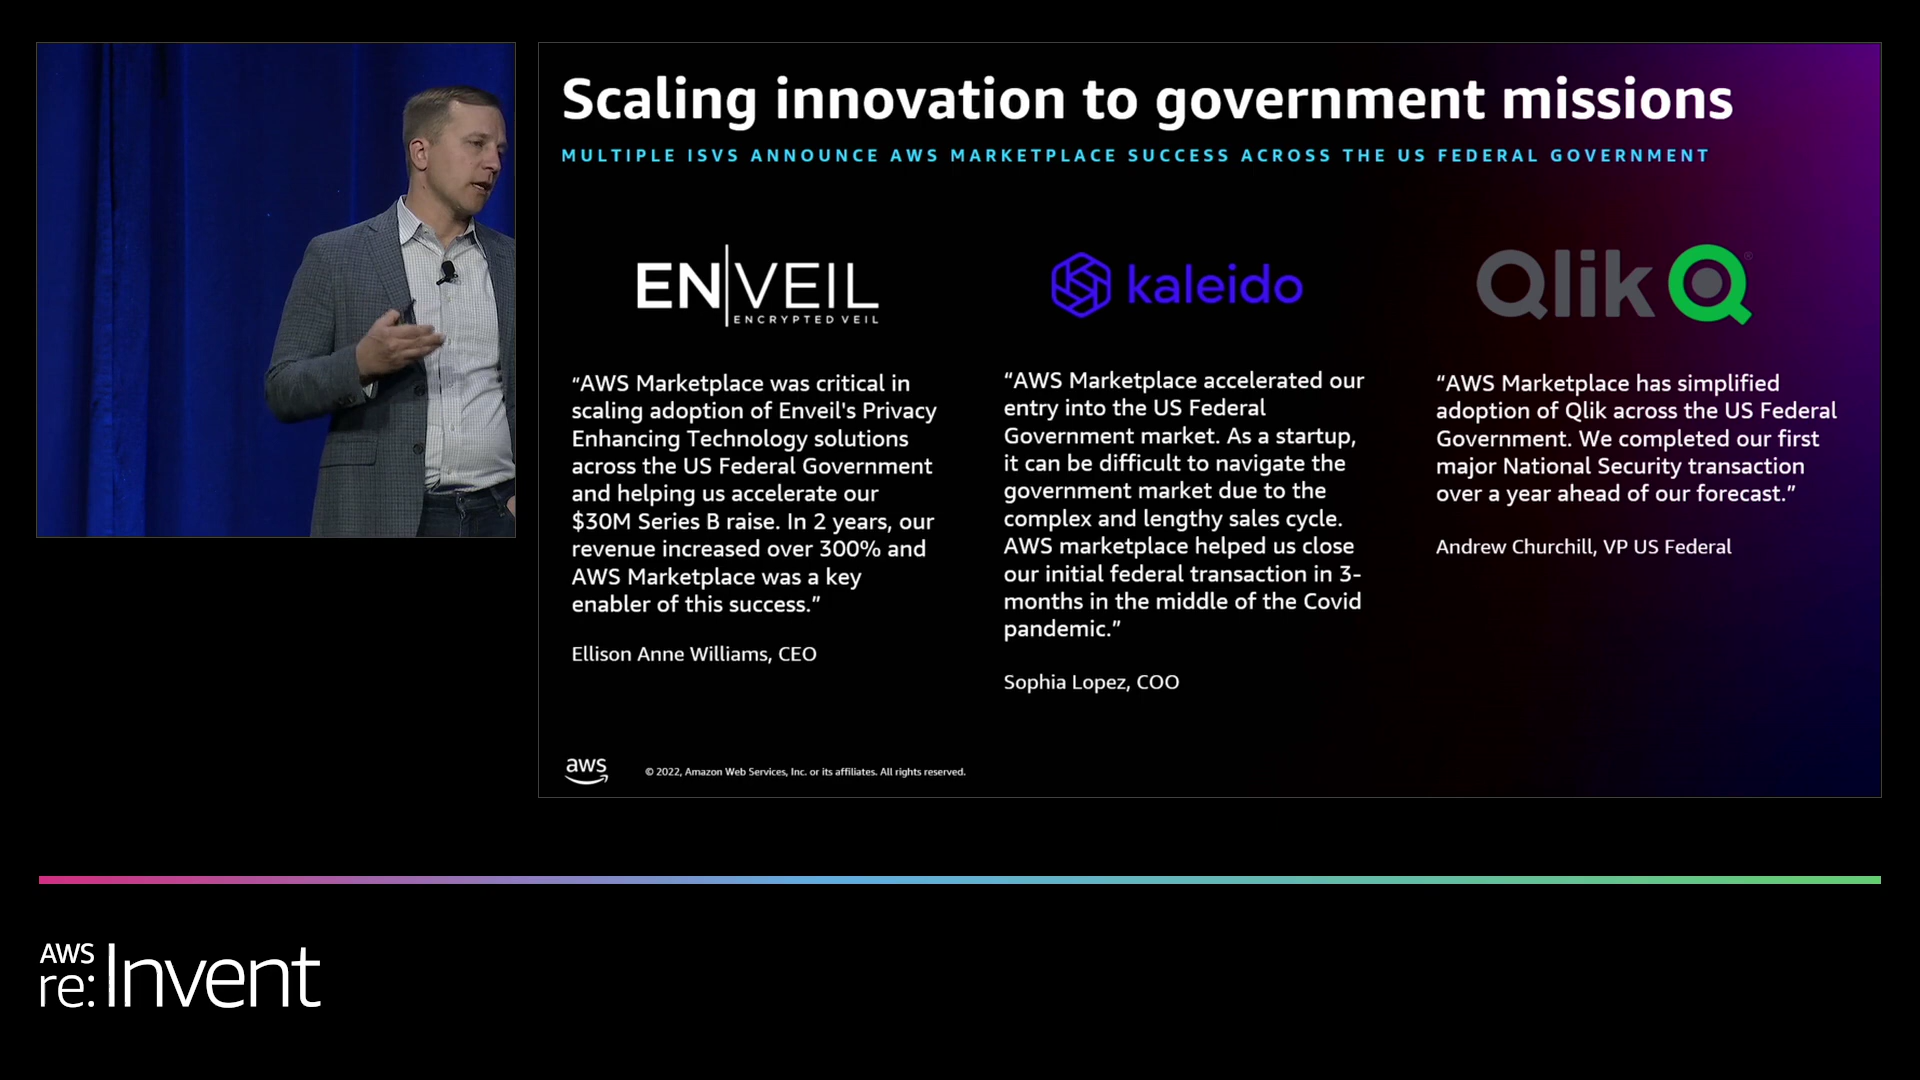 Scaling innovation to government missions
MULTIPLE ISVS ANNOUNCE AWS MARKETPLACE SUCCESS ACROSS THE US FEDERAL GOVERNMENT
EN|VEIL
ENCRYPTED VEIL
“AWS Marketplace was critical in
scaling adoption of Enveil's Privacy
Enhancing Technology solutions
across the US Federal Government
and helping us accelerate our
$30M Series B raise. In 2 years, our
revenue increased over 300% and
AWS Marketplace was a key
enabler of this success.”
Ellison Anne Williams, CEO
kaleido
“AWS Marketplace accelerated our
entry into the US Federal
Government market. As a startup,
it can be difficult to navigate the
government market due to the
complex and lengthy sales cycle.
AWS marketplace helped us close
our initial federal transaction in 3-
months in the middle of the Covid
pandemic.”
Sophia Lopez, COO
Qlik Q®
“AWS Marketplace has simplified
adoption of Qlik across the US Federal
Government. We completed our first
major National Security transaction
over a year ahead of our forecast.”
Andrew Churchill, VP US Federal
aws
© 2022, Amazon Web Services, Inc. or its affiliates. All rights reserved.
AWS
re:Invent